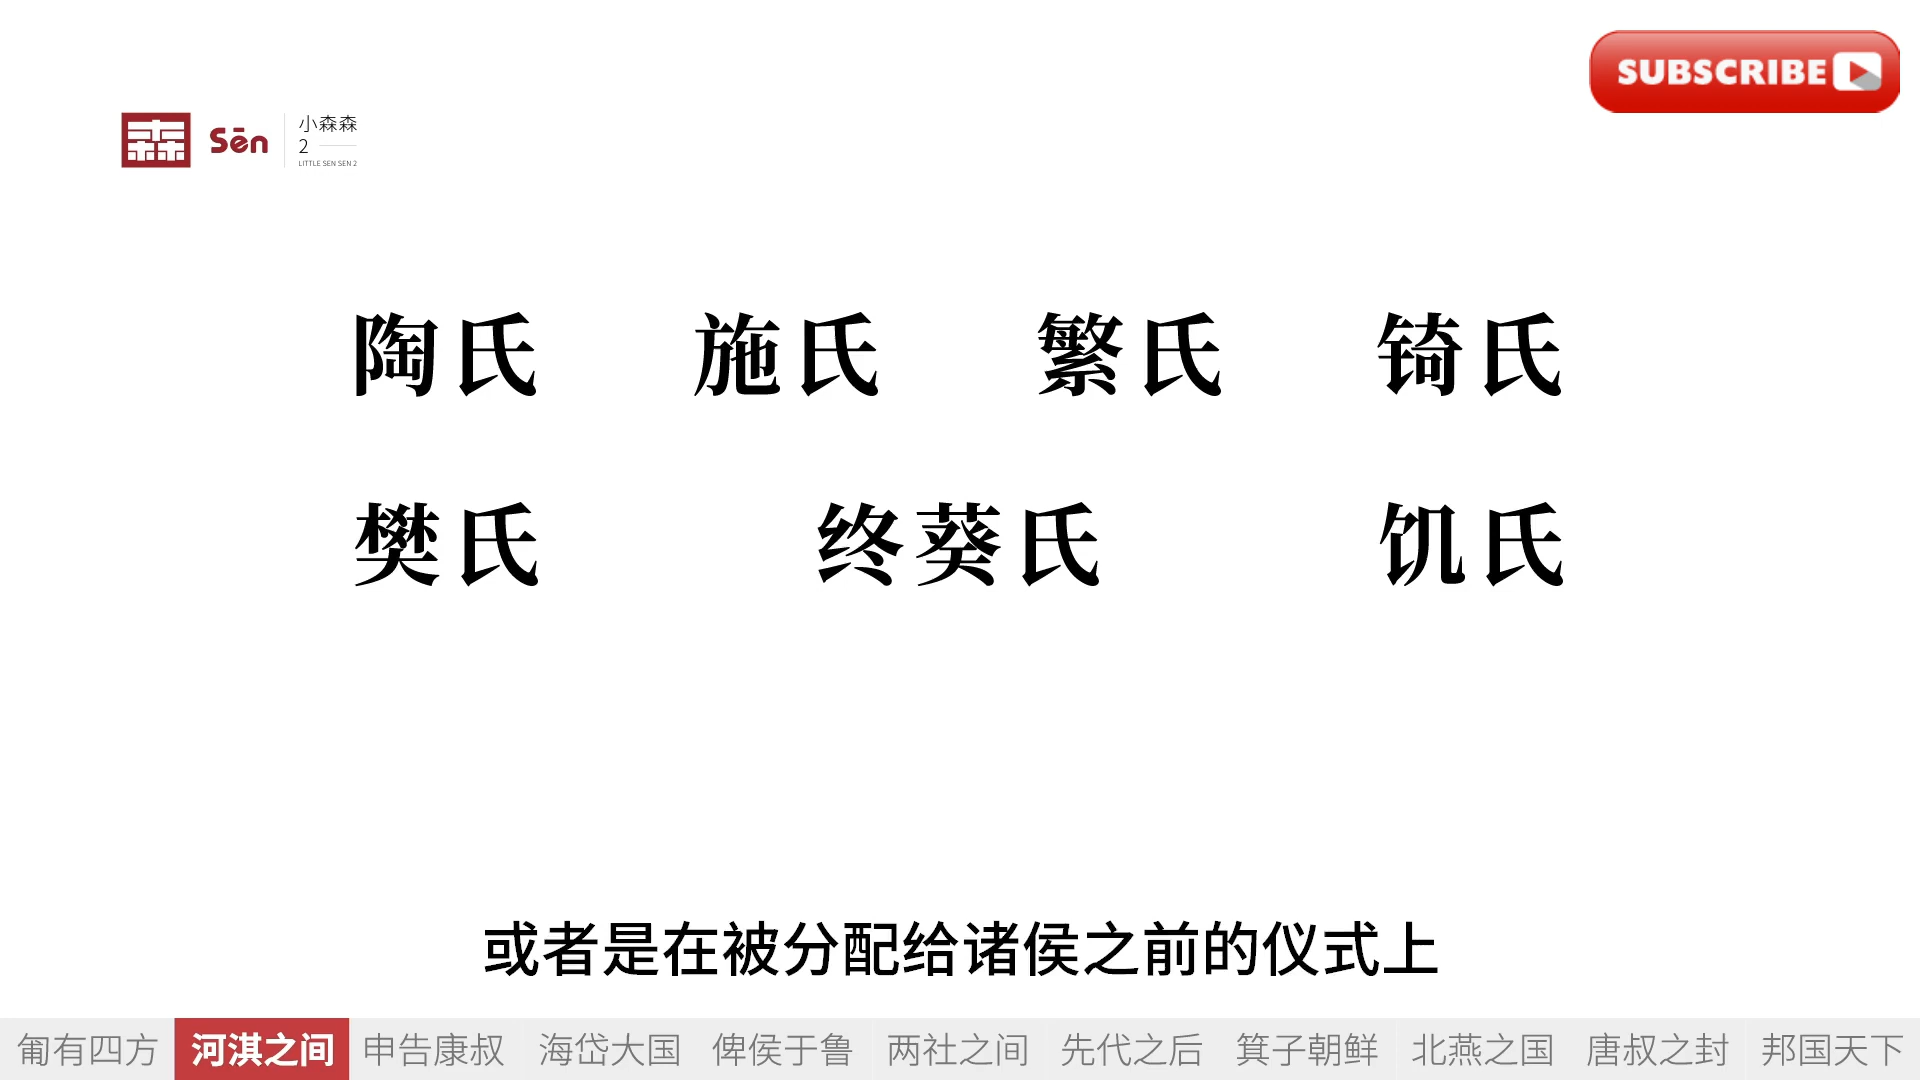 SUBSCRIBE
森 Sēn 小森森
2
LITTLE SEN SEN 2
陶氏 施氏 繁氏 锜氏
樊氏 终葵氏 饥氏
或者是在被分配给诸侯之前的仪式上
匍有四方 河淇之间 申告康叔 海岱大国 俾侯于鲁 两社之间 先代之后 箕子朝鲜 北燕之国 唐叔之封 邦国天下